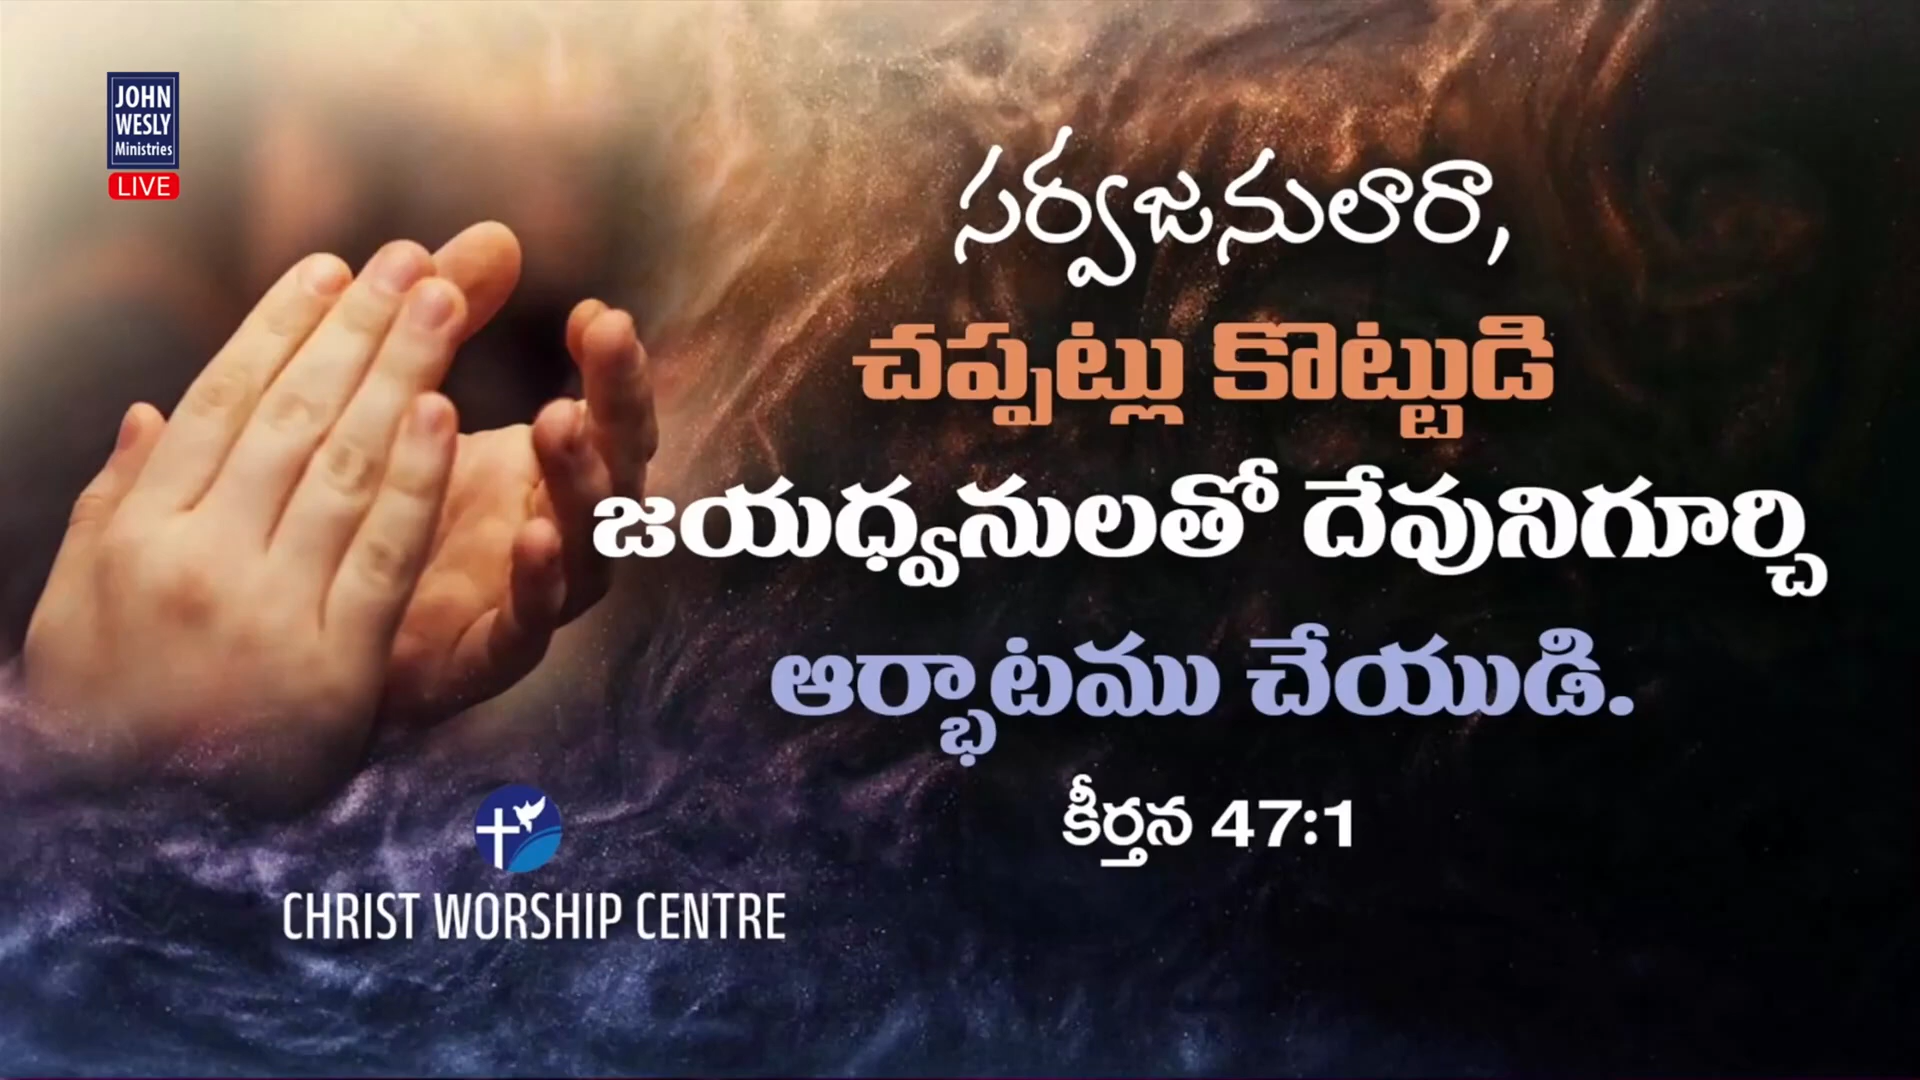 JOHN
WESLY
Ministries
LIVE
సర్వజనులారా,
చప్పట్లు కొట్టుడి
జయధ్వనులతో దేవునిగూర్చి
ఆర్భాటము చేయుడి.
కీర్తన 47:1
CHRIST WORSHIP CENTRE